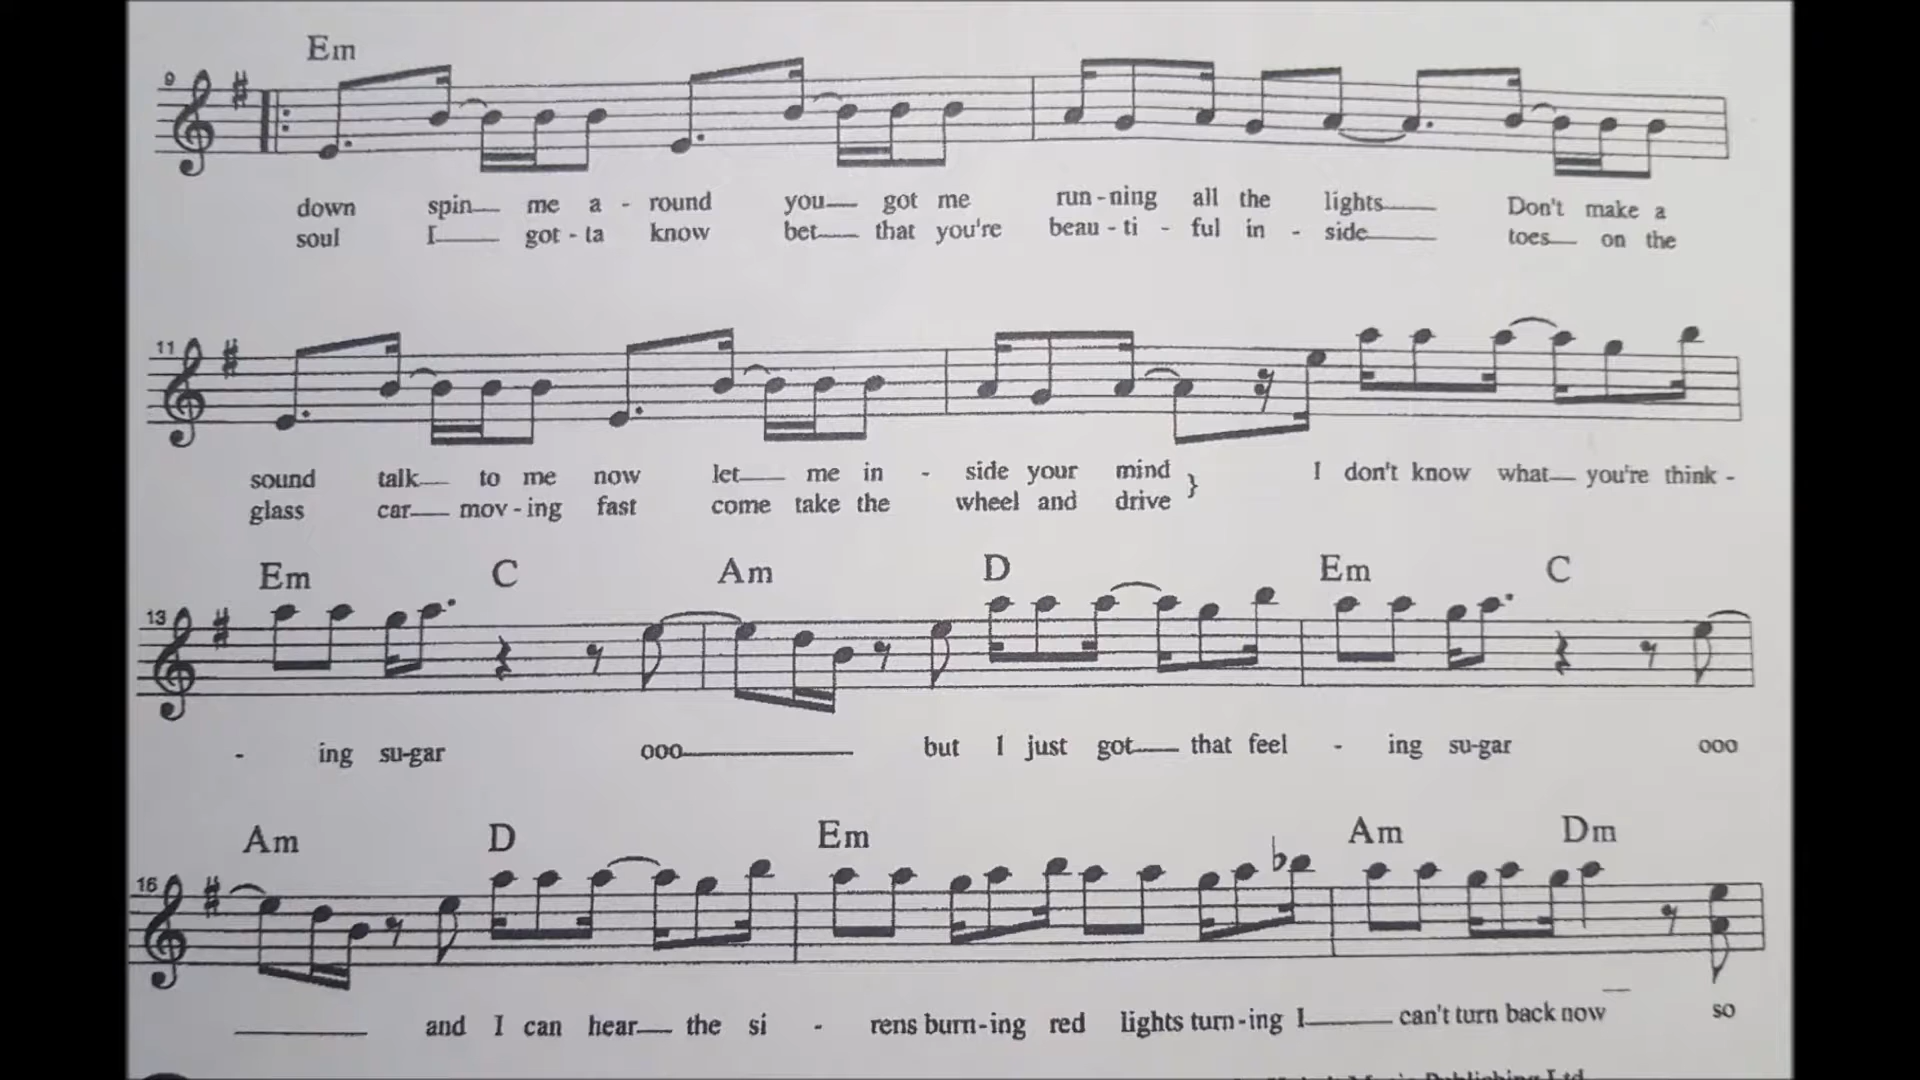 Em
9
down spin me a - round you got me run - ning all the lights Don't make a
soul I got - ta know bet that you're beau - ti - ful in - side toes on the
11
sound talk to me now let me in - side your mind } I don't know what you're think -
glass car mov - ing fast come take the wheel and drive
Em C Am D Em C
13
- ing su-gar ooo but I just got that feel - ing su-gar ooo
Am D Em Am Dm
16
and I can hear the si - rens burn-ing red lights turn-ing I can't turn back now so
Publishing Ltd